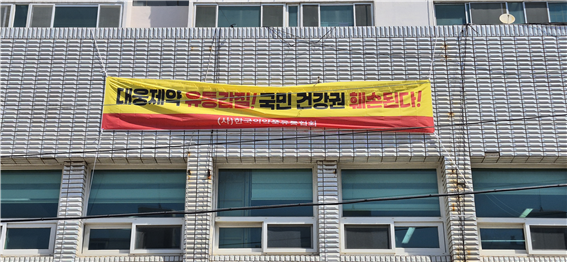 대웅제약 유통갑질! 국민 건강권 훼손된다!
(사)한국의약품유통협회